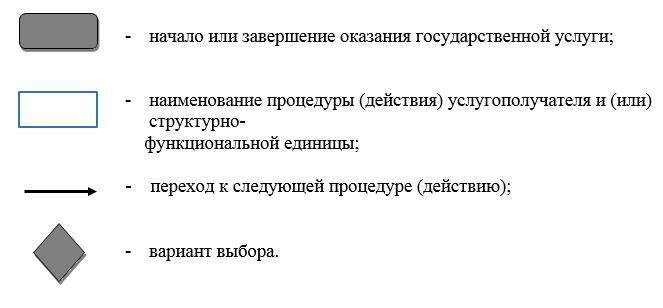 - начало или завершение оказания государственной услуги;
- наименование процедуры (действия) услугополучателя и (или)
структурно-
функциональной единицы;
- переход к следующей процедуре (действию);
- вариант выбора.